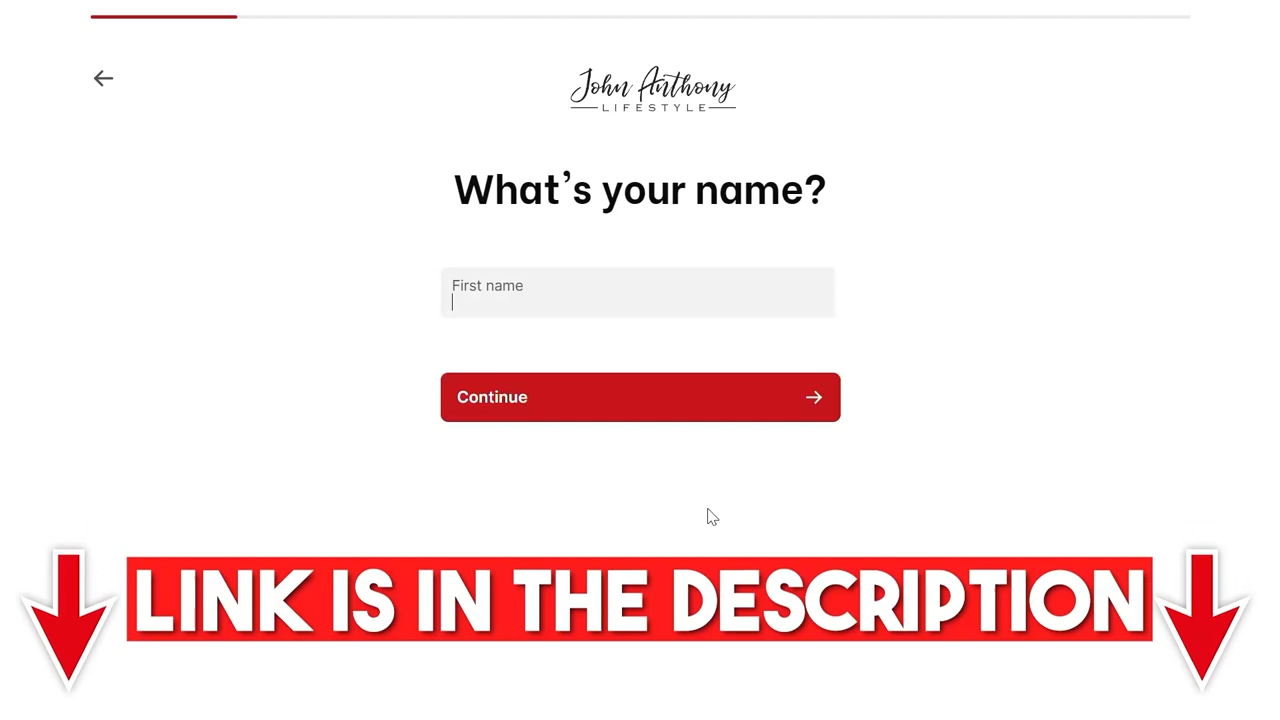 John Anthony
LIFESTYLE
What's your name?
First name
Continue
LINK IS IN THE DESCRIPTION